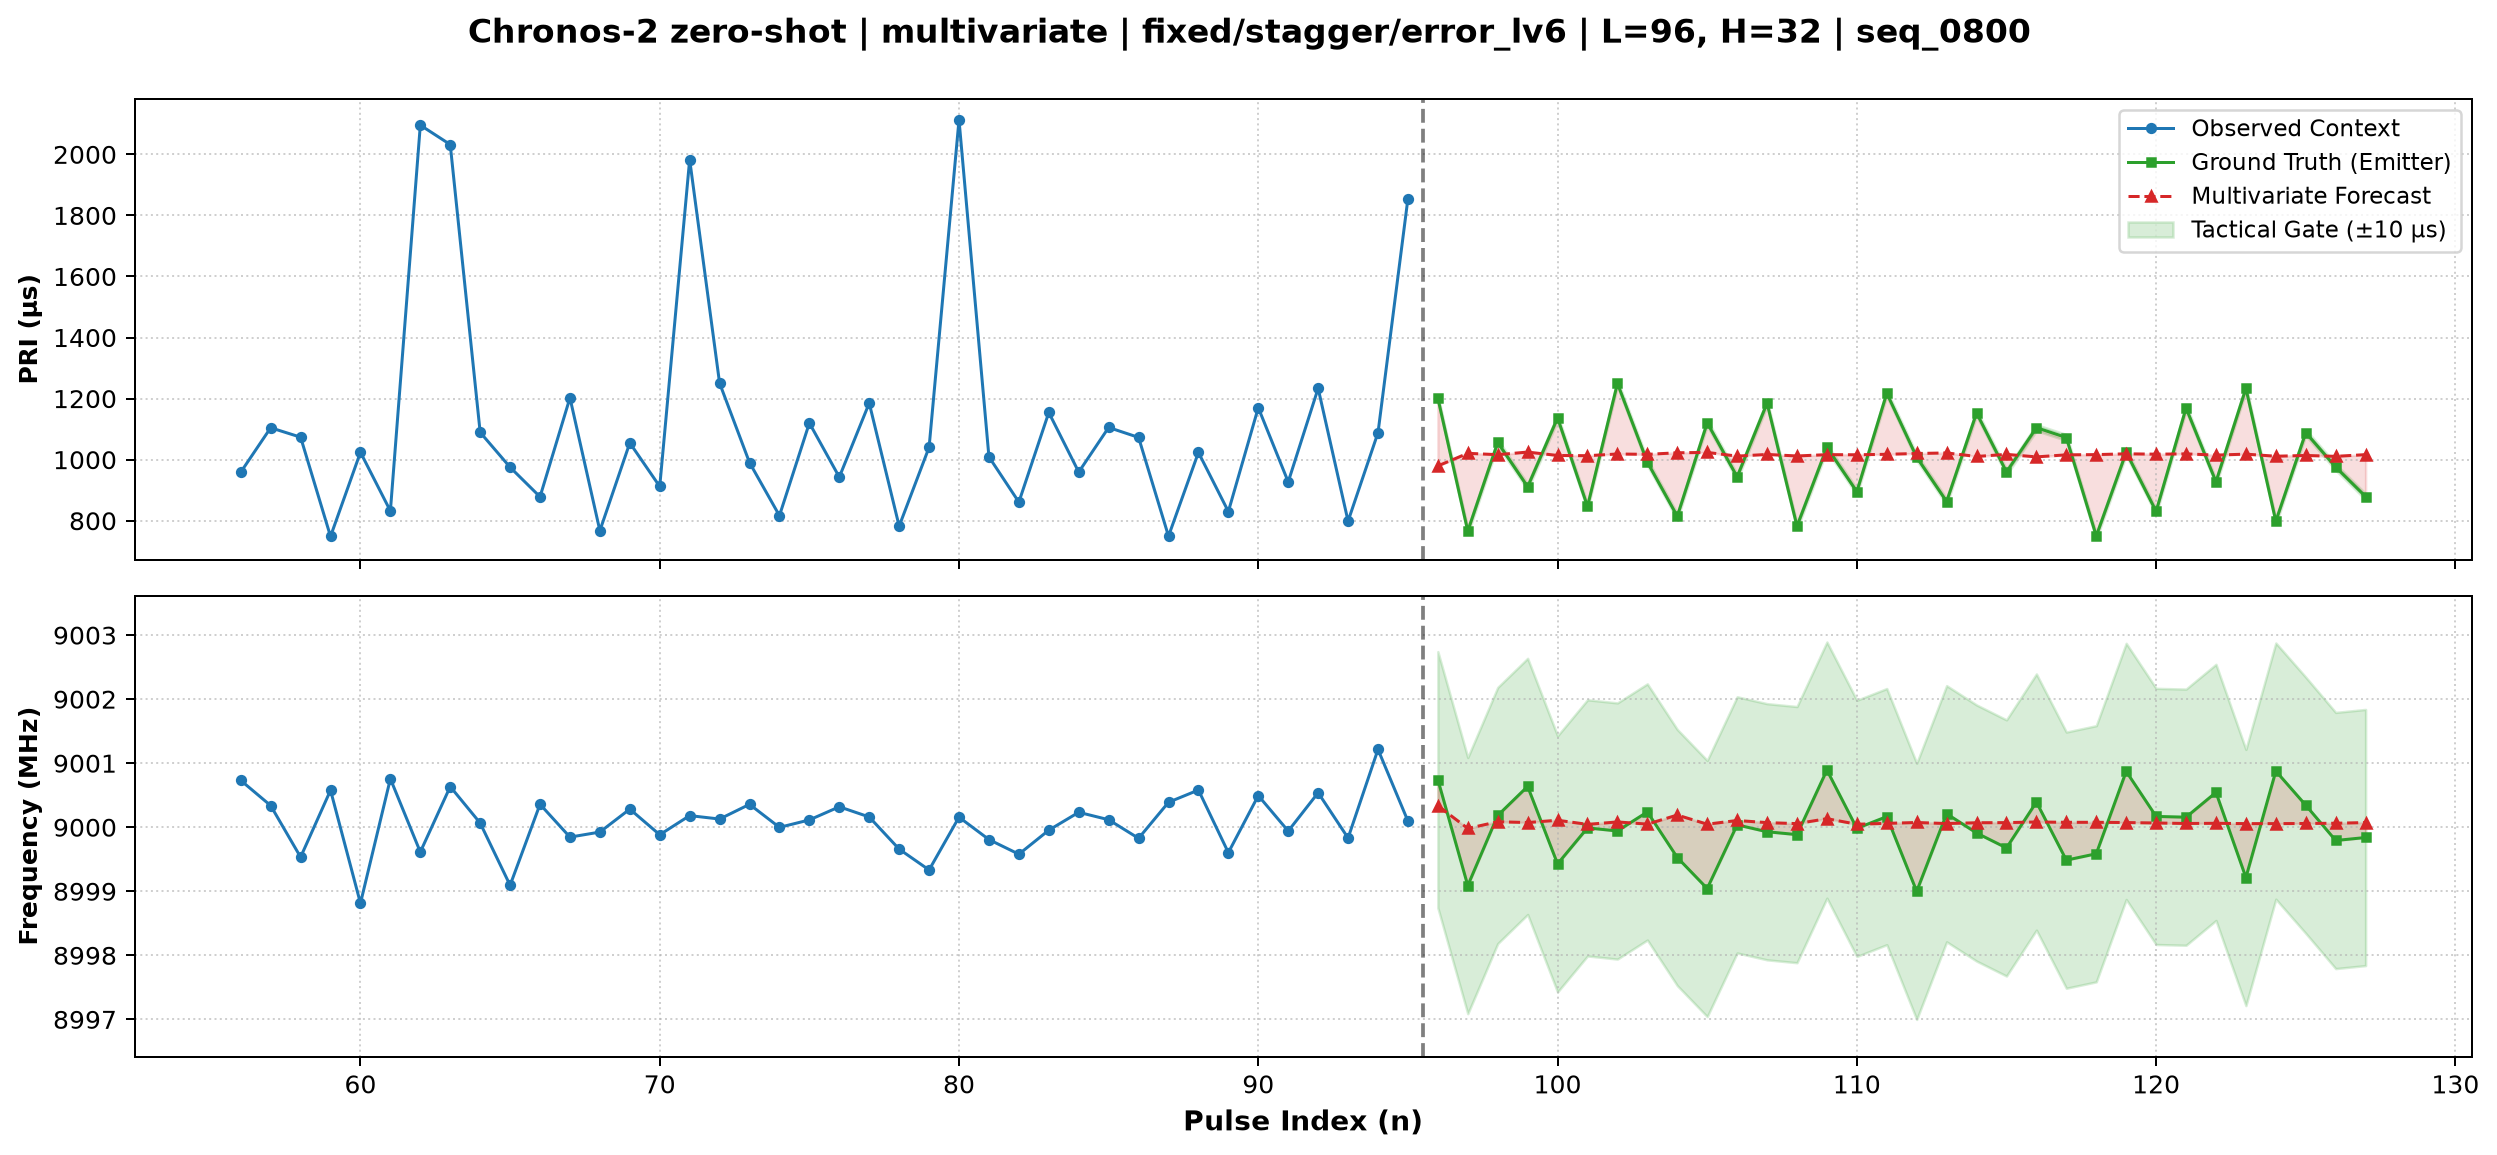 Chronos-2 zero-shot | multivariate | fixed/stagger/error_lv6 | L=96, H=32 | seq_0800
PRI (µs)
2000
1800
1600
1400
1200
1000
800
Observed Context
Ground Truth (Emitter)
Multivariate Forecast
Tactical Gate (±10 µs)
Frequency (MHz)
9003
9002
9001
9000
8999
8998
8997
60 70 80 90 100 110 120 130
Pulse Index (n)